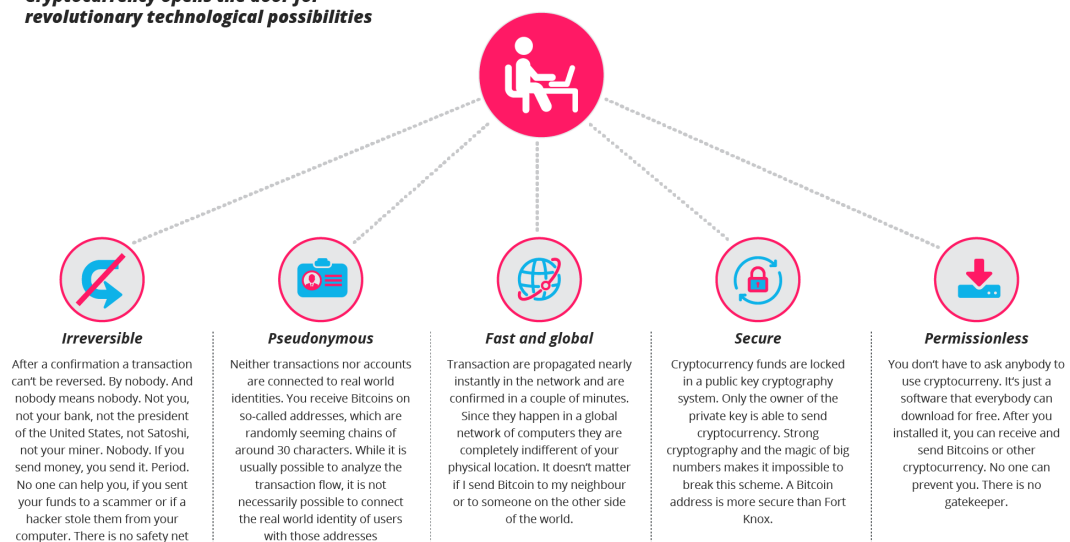 Cryptocurrency opens the door for
revolutionary technological possibilities
Irreversible
After a confirmation a transaction
can't be reversed. By nobody. And
nobody means nobody. Not you,
not your bank, not the president
of the United States, not Satoshi,
not your miner. Nobody. If you
send money, you send it. Period.
No one can help you, if you sent
your funds to a scammer or if a
hacker stole them from your
computer. There is no safety net
Pseudonymous
Neither transactions nor accounts
are connected to real world
identities. You receive Bitcoins on
so-called addresses, which are
randomly seeming chains of
around 30 characters. While it is
usually possible to analyze the
transaction flow, it is not
necessarily possible to connect
the real world identity of users
with those addresses
Fast and global
Transaction are propagated nearly
instantly in the network and are
confirmed in a couple of minutes.
Since they happen in a global
network of computers they are
completely indifferent of your
physical location. It doesn't matter
if I send Bitcoin to my neighbour
or to someone on the other side
of the world.
Secure
Cryptocurrency funds are locked
in a public key cryptography
system. Only the owner of the
private key is able to send
cryptocurrency. Strong
cryptography and the magic of big
numbers makes it impossible to
break this scheme. A Bitcoin
address is more secure than Fort
Knox.
Permissionless
You don't have to ask anybody to
use cryptocurreny. It's just a
software that everybody can
download for free. After you
installed it, you can receive and
send Bitcoins or other
cryptocurrency. No one can
prevent you. There is no
gatekeeper.